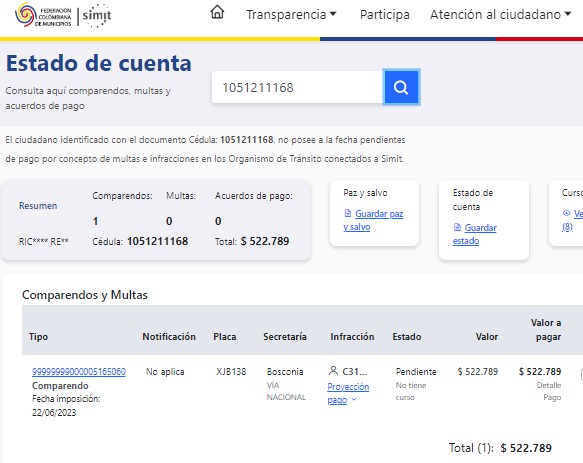 FEDERACIÓN
COLOMBIANA
DE MUNICIPIOS
simit
Transparencia
Participa
Atención al ciudadano
Estado de cuenta
Consulta aquí comparendos, multas y
acuerdos de pago
1051211168
El ciudadano identificado con el documento Cédula: 1051211168, no posee a la fecha pendientes
de pago por concepto de multas e infracciones en los Organismo de Tránsito conectados a Simit.
Resumen
Comparendos: Multas: Acuerdos de pago:
1 0 0
RIC**** RE** Cédula: 1051211168 Total: $ 522.789
Paz y salvo
Guardar paz
y salvo
Estado de
cuenta
Guardar
estado
Curso
Ve
(8)
Comparendos y Multas
Tipo Notificación Placa Secretaría Infracción Estado Valor Valor a
pagar
99999999000005165060 No aplica XJB138 Bosconia C31... Pendiente $ 522.789 $ 522.789
Comparendo VÍA Proyección No tiene Detalle
Fecha imposición: NACIONAL pago curso Pago
22/06/2023
Total (1): $ 522.789